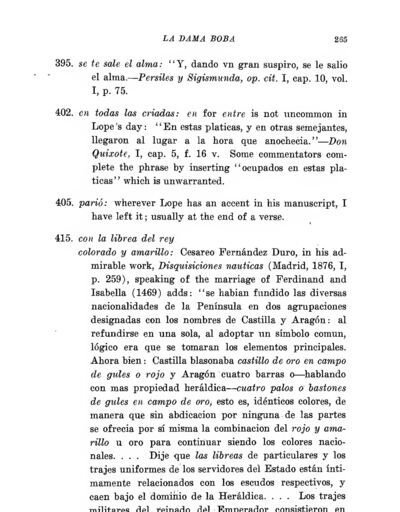 LA DAMA BOBA 265
395. se te sale el alma: "Y, dando vn gran suspiro, se le salio
el alma.—Persiles y Sigismunda, op. cit. I, cap. 10, vol.
I, p. 75.
402. en todas las criadas: en for entre is not uncommon in
Lope's day: "En estas platicas, y en otras semejantes,
llegaron al lugar a la hora que anochecia."—Don
Quixote, I, cap. 5, f. 16 v. Some commentators com-
plete the phrase by inserting "ocupados en estas pla-
ticas" which is unwarranted.
405. parió: wherever Lope has an accent in his manuscript, I
have left it; usually at the end of a verse.
415. con la librea del rey
colorado y amarillo: Cesareo Fernández Duro, in his ad-
mirable work, Disquisiciones nauticas (Madrid, 1876, I,
p. 259), speaking of the marriage of Ferdinand and
Isabella (1469) adds: "se habian fundido las diversas
nacionalidades de la Península en dos agrupaciones
designadas con los nombres de Castilla y Aragón: al
refundirse en una sola, al adoptar un símbolo comun,
lógico era que se tomaran los elementos principales.
Ahora bien: Castilla blasonaba castillo de oro en campo
de gules o rojo y Aragón cuatro barras o—hablando
con mas propiedad heráldica—cuatro palos o bastones
de gules en campo de oro, esto es, idénticos colores, de
manera que sin abdicacion por ninguna de las partes
se ofrecia por sí misma la combinacion del rojo y ama-
rillo u oro para continuar siendo los colores nacio-
nales. . . . Dije que las libreas de particulares y los
trajes uniformes de los servidores del Estado están ínti-
mamente relacionados con los escudos respectivos, y
caen bajo el dominio de la Heráldica. . . . Los trajes
militares del reinado del Emperador consistieron en